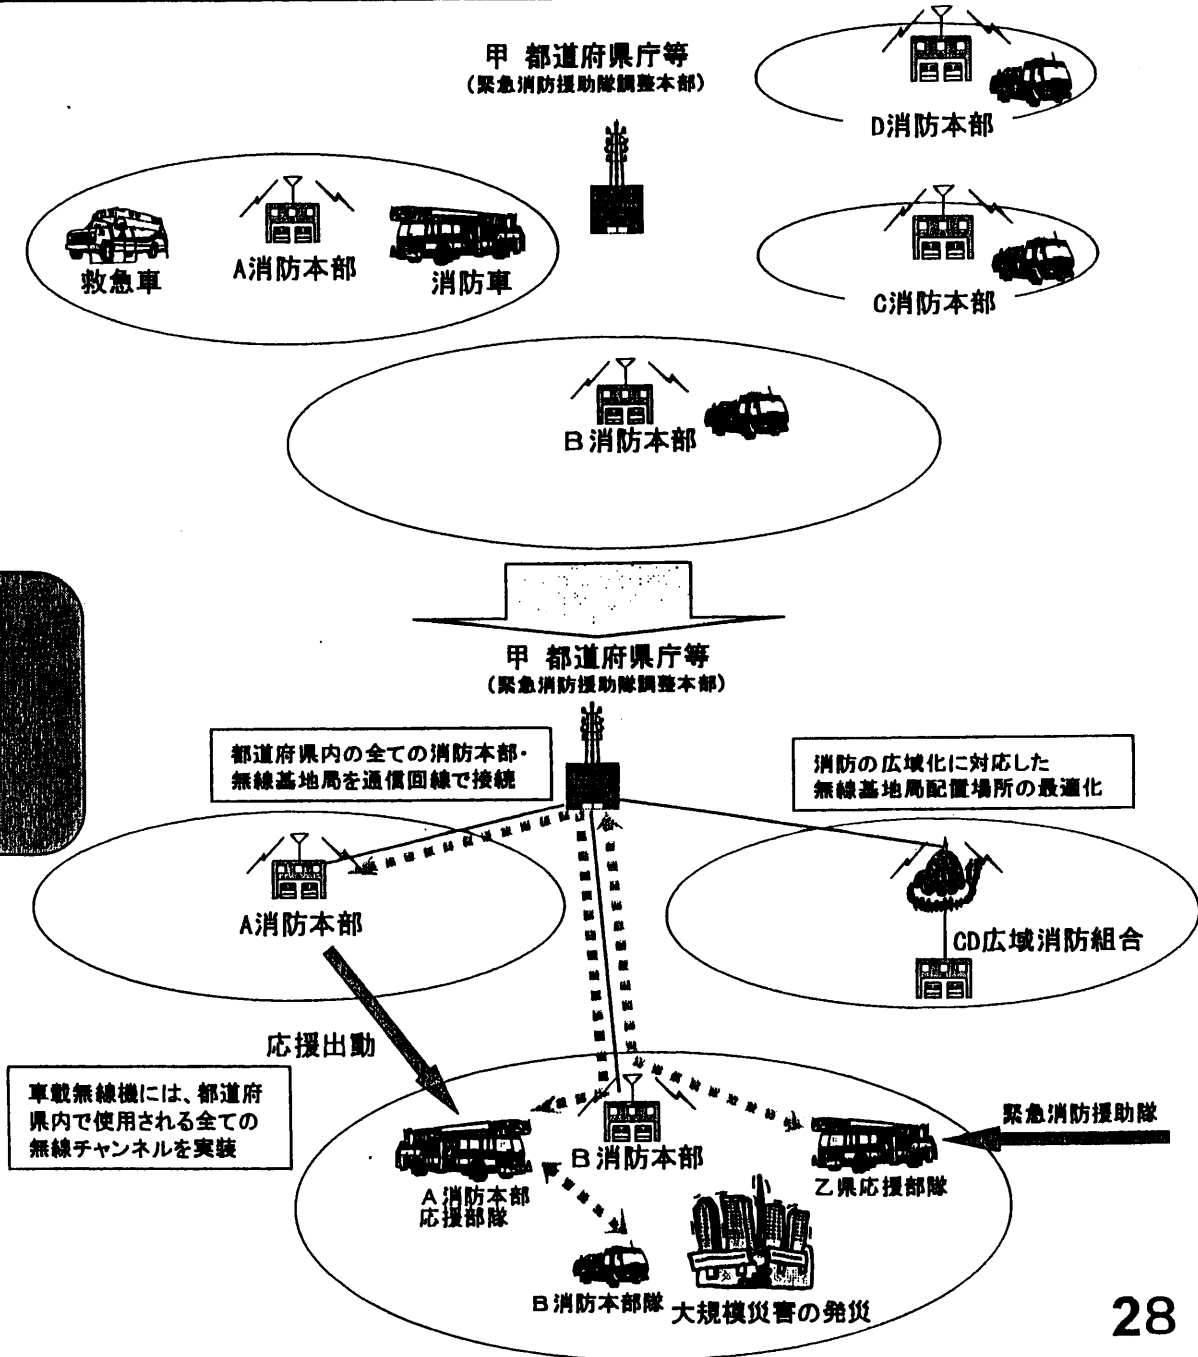 甲 都道府県庁等
(緊急消防援助隊調整本部)
D消防本部
救急車
A消防本部
消防車
C消防本部
B消防本部
甲 都道府県庁等
(緊急消防援助隊調整本部)
都道府県内の全ての消防本部・
無線基地局を通信回線で接続
消防の広域化に対応した
無線基地局配置場所の最適化
A消防本部
CD広域消防組合
応援出動
車載無線機には、都道府
県内で使用される全ての
無線チャンネルを実装
緊急消防援助隊
B消防本部
A消防本部
応援部隊
乙県応援部隊
B消防本部隊
大規模災害の発災
28